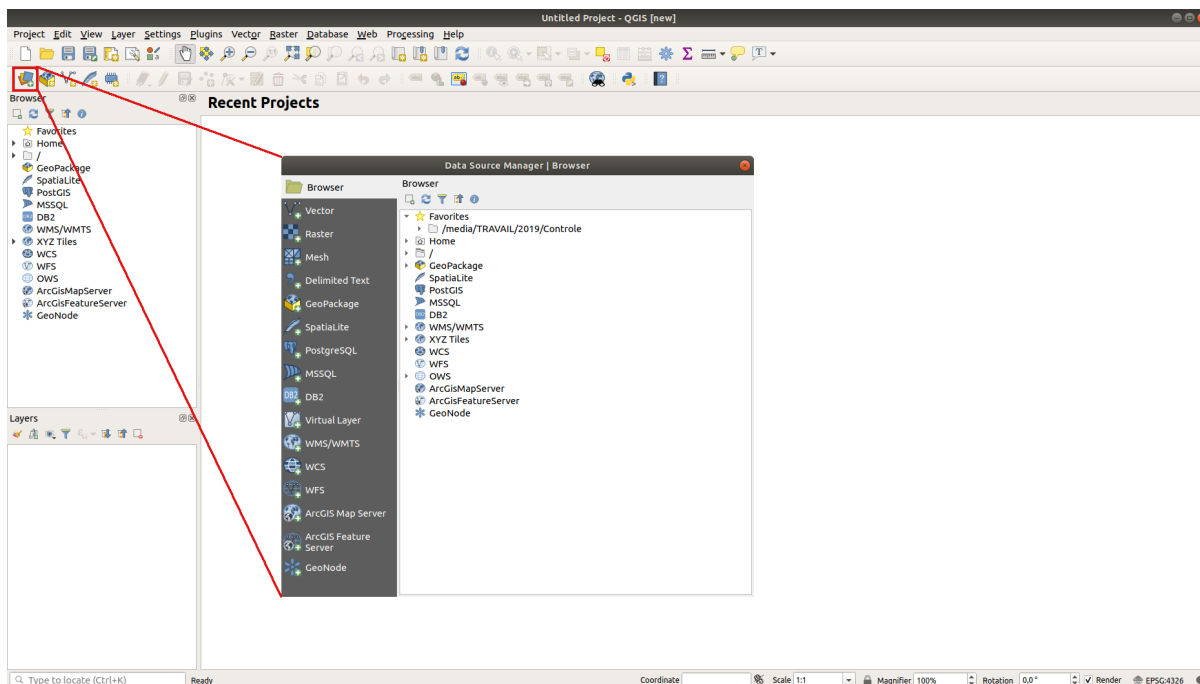 Untitled Project - QGIS [new]
Project Edit View Layer Settings Plugins Vector Raster Database Web Processing Help
Browser
Favorites
Home
/
GeoPackage
SpatiaLite
PostGIS
MSSQL
DB2
WMS/WMTS
XYZ Tiles
WCS
WFS
OWS
ArcGisMapServer
ArcGisFeatureServer
GeoNode
Layers
Recent Projects
Data Source Manager | Browser
Browser
Vector
Raster
Mesh
Delimited Text
GeoPackage
SpatiaLite
PostgreSQL
MSSQL
DB2
Virtual Layer
WMS/WMTS
WCS
WFS
ArcGIS Map Server
ArcGIS Feature
Server
GeoNode
Browser
Favorites
/media/TRAVAIL/2019/Controle
Home
/
GeoPackage
SpatiaLite
PostGIS
MSSQL
DB2
WMS/WMTS
XYZ Tiles
WCS
WFS
OWS
ArcGisMapServer
ArcGisFeatureServer
GeoNode
Type to locate (Ctrl+K) Ready Coordinate Scale 1:1 Magnifier 100% Rotation 0,0 ° Render EPSG:4326